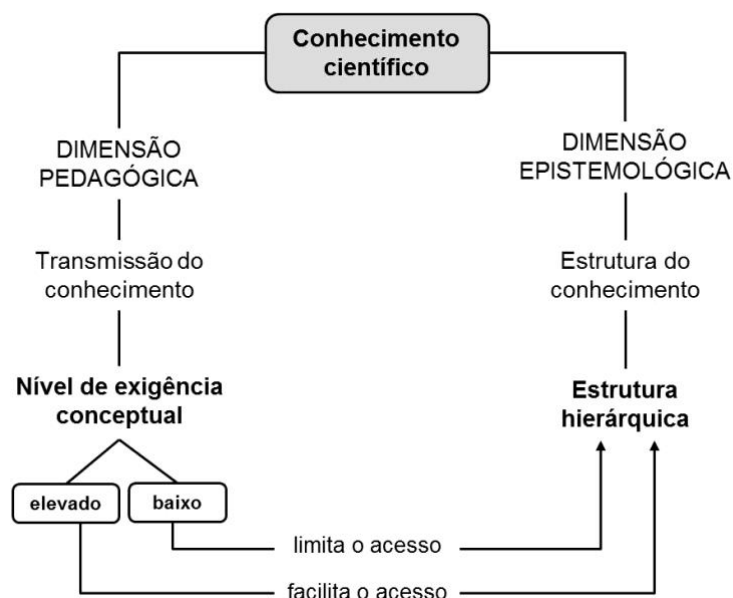 Conhecimento
científico
DIMENSÃO
PEDAGÓGICA
DIMENSÃO
EPISTEMOLÓGICA
Transmissão do
conhecimento
Estrutura do
conhecimento
Nível de exigência
conceptual
Estrutura
hierárquica
elevado
baixo
limita o acesso
facilita o acesso